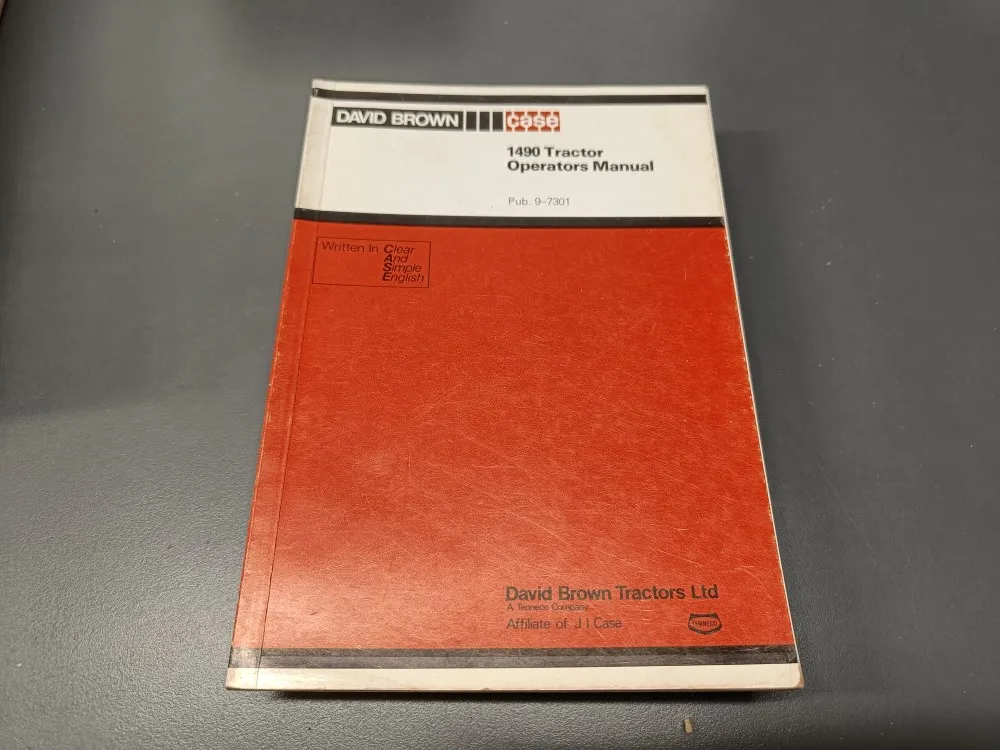 DAVID BROWN case
1490 Tractor
Operators Manual
Pub. 9-7301
Written In Clear
And
Simple
English
David Brown Tractors Ltd
A Tenneco Company
Affiliate of J I Case
TENNECO